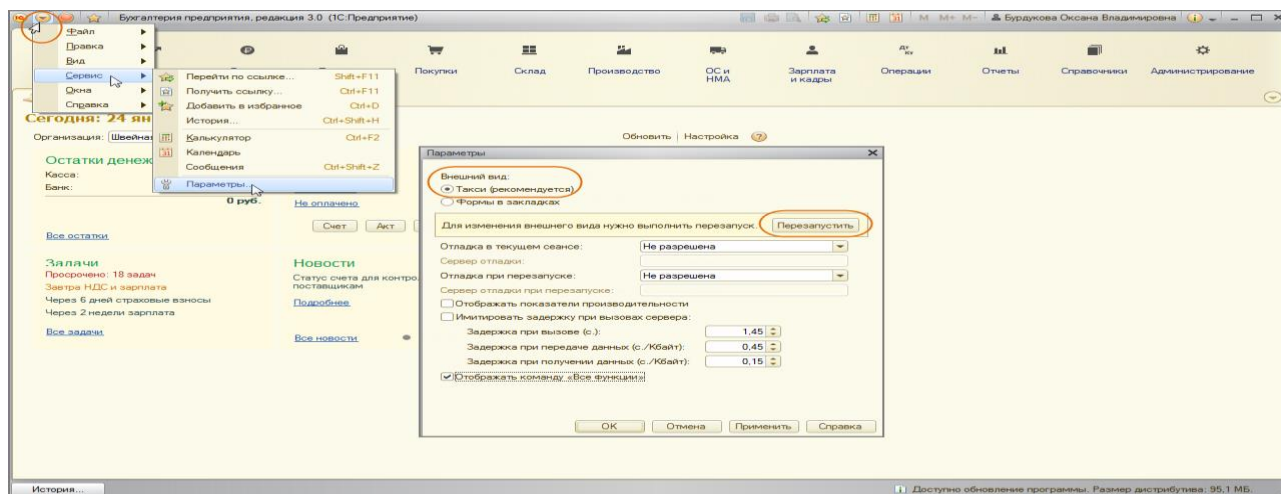 Бухгалтерия предприятия, редакция 3.0 (1С:Предприятие)
M M+ M- Бурдукова Оксана Владимировна
Файл
Правка
Вид
Сервис
Окна
Справка
Покупки Склад Производство ОС и НМА Зарплата и кадры Операции Отчеты Справочники Администрирование
Перейти по ссылке... Shift+F11
Получить ссылку... Ctrl+F11
Добавить в избранное Ctrl+D
История... Ctrl+Shift+H
Калькулятор Ctrl+F2
Календарь
Сообщения Ctrl+Shift+Z
Параметры...
Сегодня: 24 ян
Организация: Швейная
Обновить Настройка
Остатки денеж
Касса:
Банк:
0 руб.
Не оплачено
Счет Акт
Все остатки
Задачи
Просрочено: 18 задач
Завтра НДС и зарплата
Через 6 дней страховые взносы
Через 2 недели зарплата
Все задачи
Новости
Статус счета для контро
поставщикам
Подробнее
Все новости
Параметры
Внешний вид:
Такси (рекомендуется)
Формы в закладках
Для изменения внешнего вида нужно выполнить перезапуск. Перезапустить
Отладка в текущем сеансе: Не разрешена
Сервер отладки:
Отладка при перезапуске: Не разрешена
Сервер отладки при перезапуске:
Отображать показатели производительности
Имитировать задержку при вызовах сервера:
Задержка при вызове (с.): 1,45
Задержка при передаче данных (с./Кбайт): 0,45
Задержка при получении данных (с./Кбайт): 0,15
Отображать команду «Все функции»
OK Отмена Применить Справка
История...
Доступно обновление программы. Размер дистрибутива: 95,1 МБ.